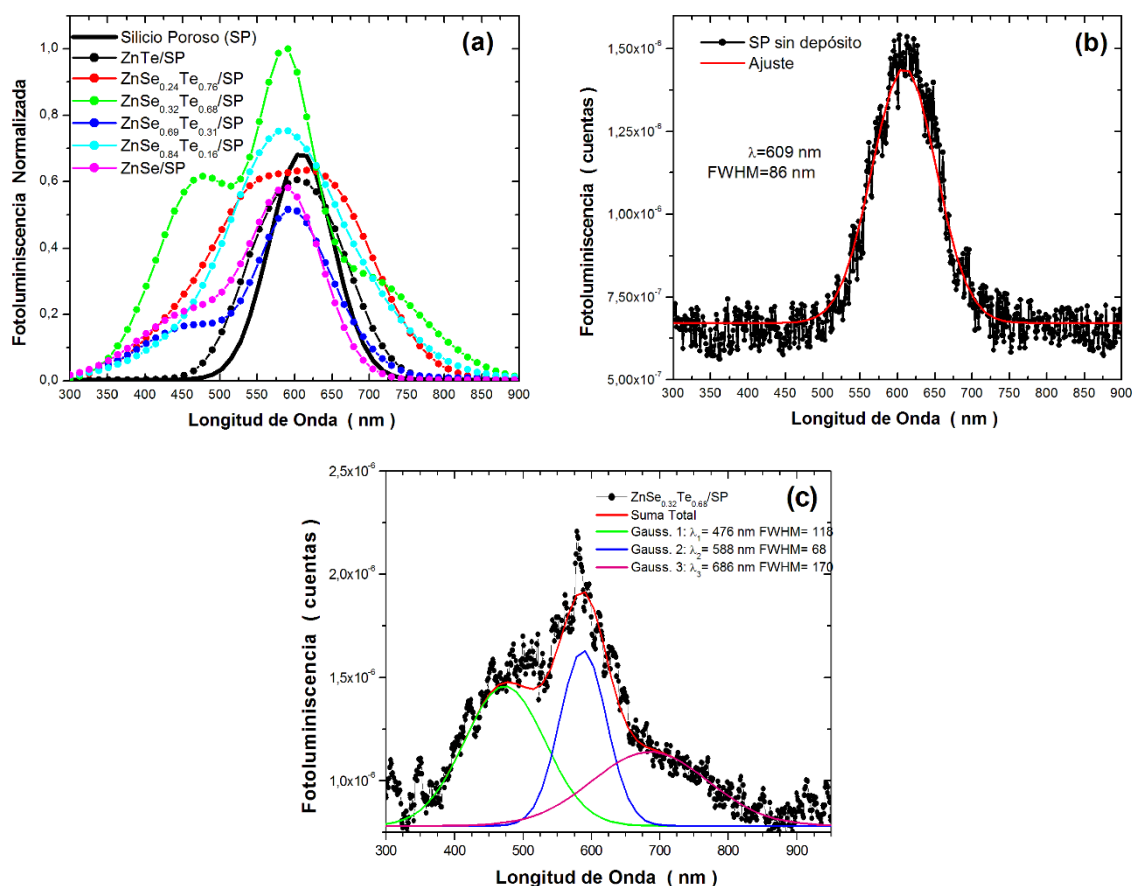 (a)
Silicio Poroso (SP)
ZnTe/SP
ZnSe0.24Te0.76/SP
ZnSe0.32Te0.68/SP
ZnSe0.69Te0.31/SP
ZnSe0.84Te0.16/SP
ZnSe/SP
Fotoluminiscencia Normalizada
1,0
0,8
0,6
0,4
0,2
0,0
300 350 400 450 500 550 600 650 700 750 800 850 900
Longitud de Onda ( nm )
(b)
SP sin depósito
Ajuste
λ=609 nm
FWHM=86 nm
Fotoluminiscencia ( cuentas )
1,50x10-6
1,25x10-6
1,00x10-6
7,50x10-7
5,00x10-7
300 350 400 450 500 550 600 650 700 750 800 850 900
Longitud de Onda ( nm )
(c)
ZnSe0.32Te0.68/SP
Suma Total
Gauss. 1: λ1= 476 nm FWHM= 118
Gauss. 2: λ2= 588 nm FWHM= 68
Gauss. 3: λ3= 686 nm FWHM= 170
Fotoluminiscencia ( cuentas )
2,5x10-6
2,0x10-6
1,5x10-6
1,0x10-6
300 400 500 600 700 800 900
Longitud de Onda ( nm )